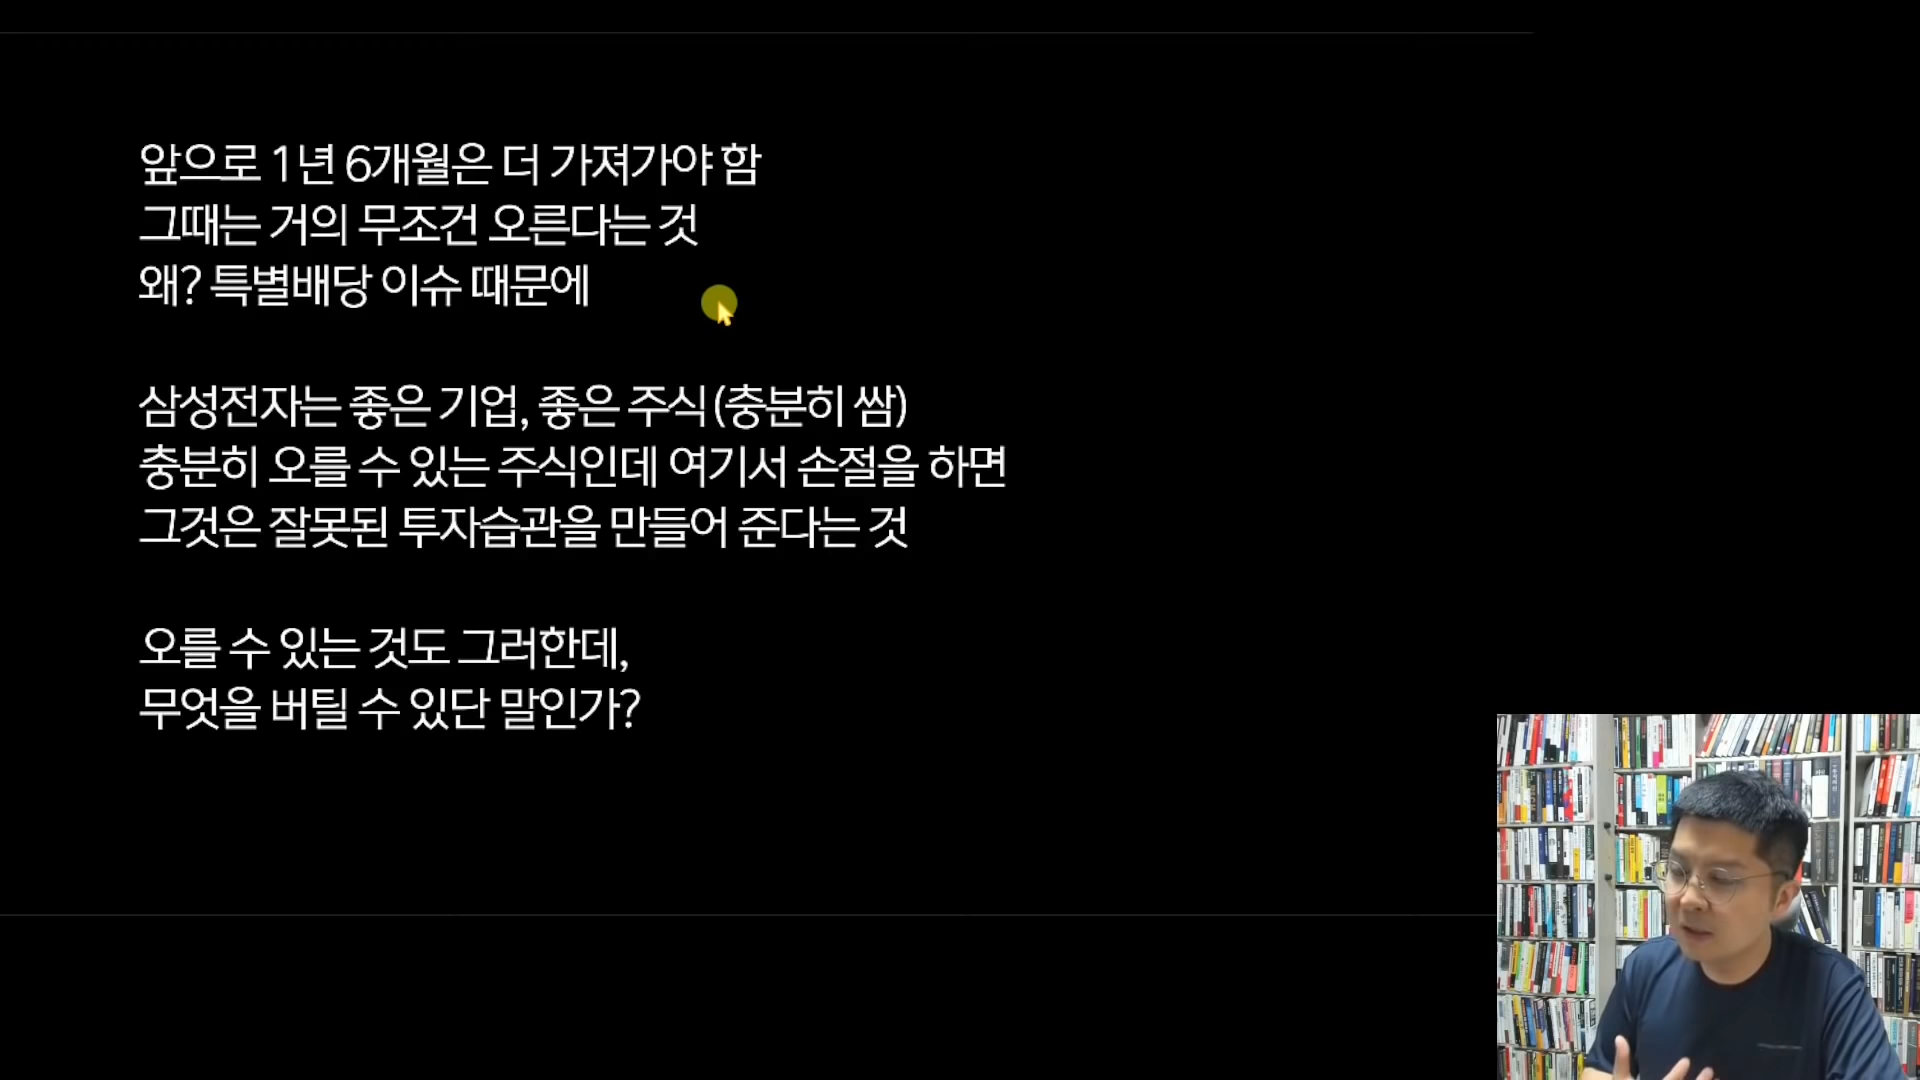 앞으로 1년 6개월은 더 가져가야 함
그때는 거의 무조건 오른다는 것
왜? 특별배당 이슈 때문에
삼성전자는 좋은 기업, 좋은 주식(충분히 쌈)
충분히 오를 수 있는 주식인데 여기서 손절을 하면
그것은 잘못된 투자습관을 만들어 준다는 것
오를 수 있는 것도 그러한데,
무엇을 버틸 수 있단 말인가?